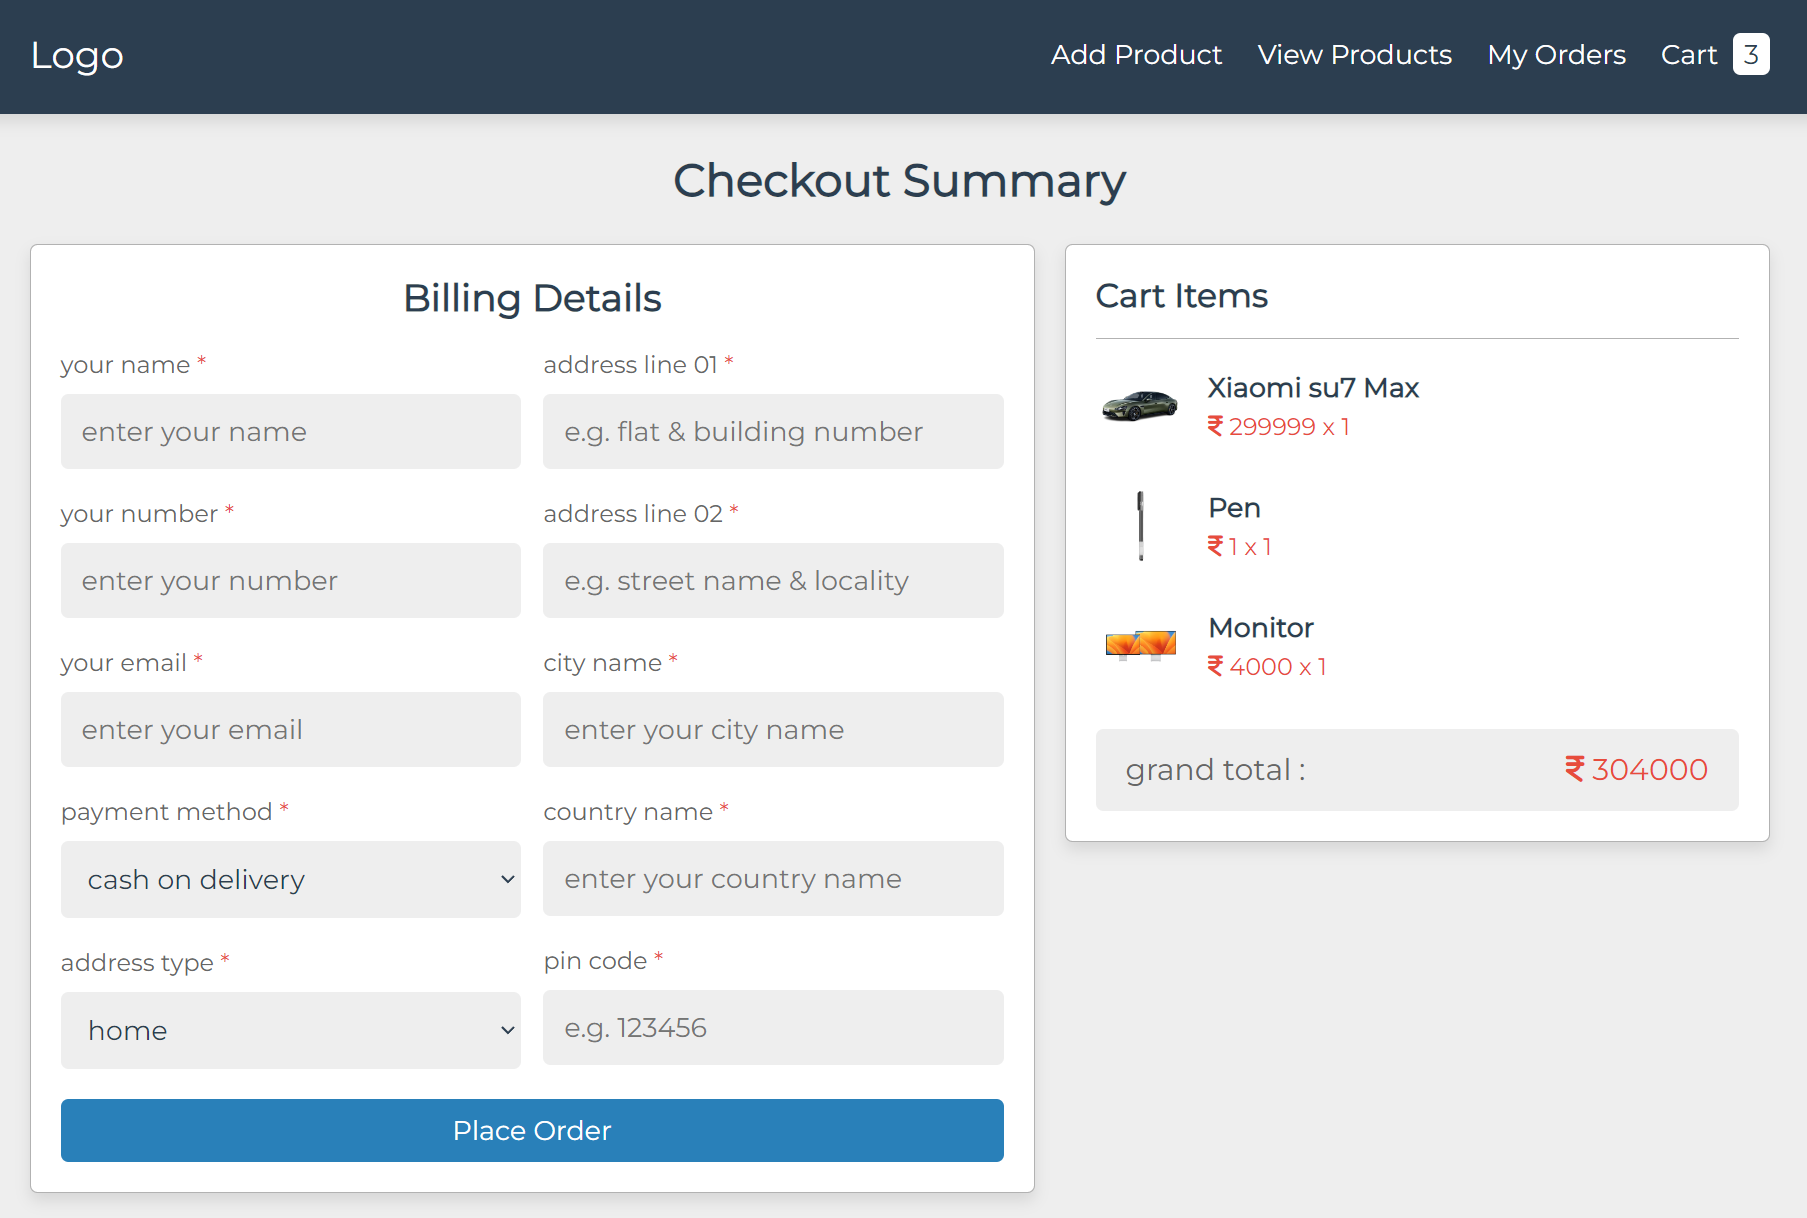 Logo
Add Product View Products My Orders Cart 3
Checkout Summary
Billing Details
your name *
enter your name
address line 01 *
e.g. flat & building number
your number *
enter your number
address line 02 *
e.g. street name & locality
your email *
enter your email
city name *
enter your city name
payment method *
cash on delivery
country name *
enter your country name
address type *
home
pin code *
e.g. 123456
Place Order
Cart Items
Xiaomi su7 Max
₹ 299999 x 1
Pen
₹ 1 x 1
Monitor
₹ 4000 x 1
grand total : ₹ 304000